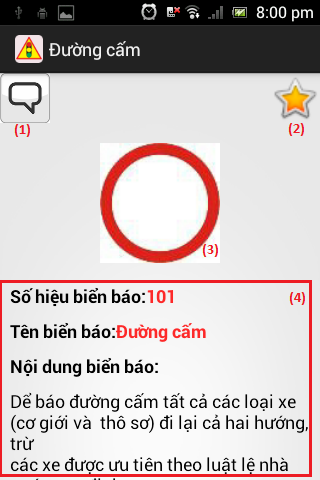 8:00 pm
Đường cấm
(1)
(2)
(3)
Số hiệu biển báo:101
(4)
Tên biển báo:Đường cấm
Nội dung biển báo:
Dể báo đường cấm tất cả các loại xe
(cơ giới và thô sơ) đi lại cả hai hướng,
trừ
các xe được ưu tiên theo luật lệ nhà